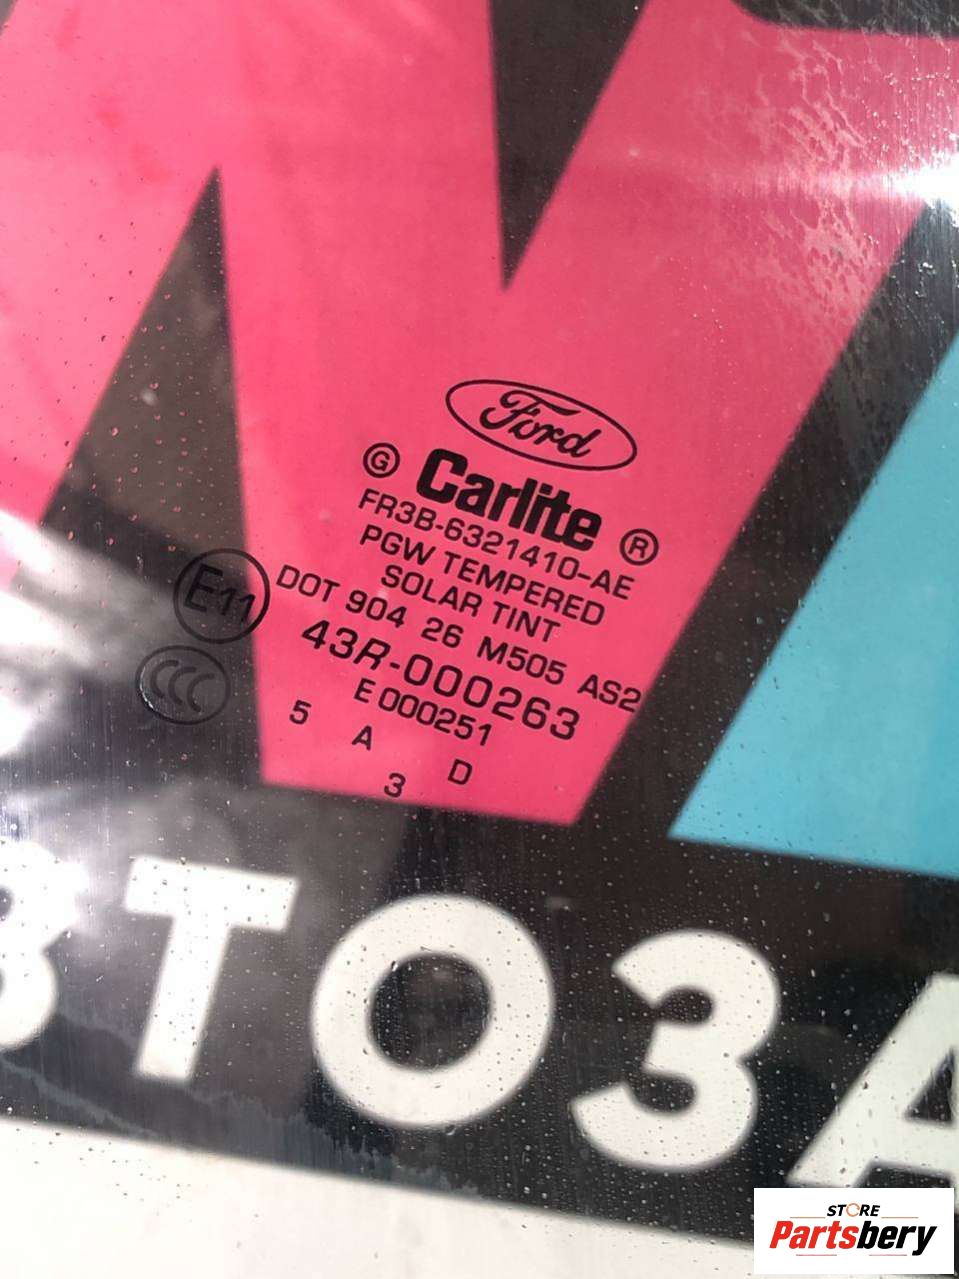 Ford
G Carlite ®
FR3B-6321410-AE
PGW TEMPERED
SOLAR TINT
DOT 904 26 M505 AS2
E11
43R-000263
CCC
E000251
5 A D
3
ВТОЗА
STORE
Partsbery